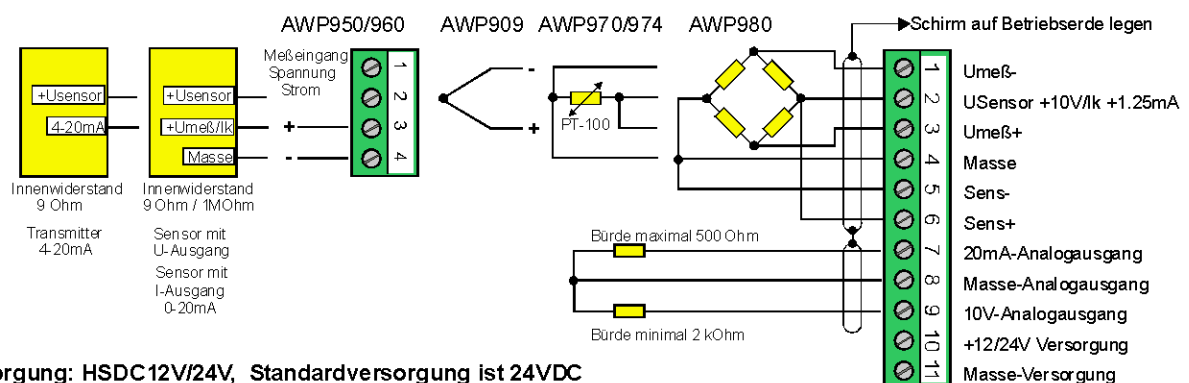 AWP950/960 AWP909 AWP970/974 AWP980
Schirm auf Betriebserde legen
Meßeingang
Spannung
Strom
+Usensor
4-20mA
Innenwiderstand
9 Ohm
Transmitter
4-20mA
+Usensor
+Umeß/Ik
Masse
Innenwiderstand
9 Ohm / 1MOhm
Sensor mit
U-Ausgang
Sensor mit
I-Ausgang
0-20mA
+
-
1
2
3
4
-
+
PT-100
Bürde maximal 500 Ohm
Bürde minimal 2 kOhm
1 Umeß-
2 USensor +10V/Ik +1.25mA
3 Umeß+
4 Masse
5 Sens-
6 Sens+
7 20mA-Analogausgang
8 Masse-Analogausgang
9 10V-Analogausgang
10 +12/24V Versorgung
11 Masse-Versorgung
orgung: HSDC12V/24V, Standardversorgung ist 24VDC